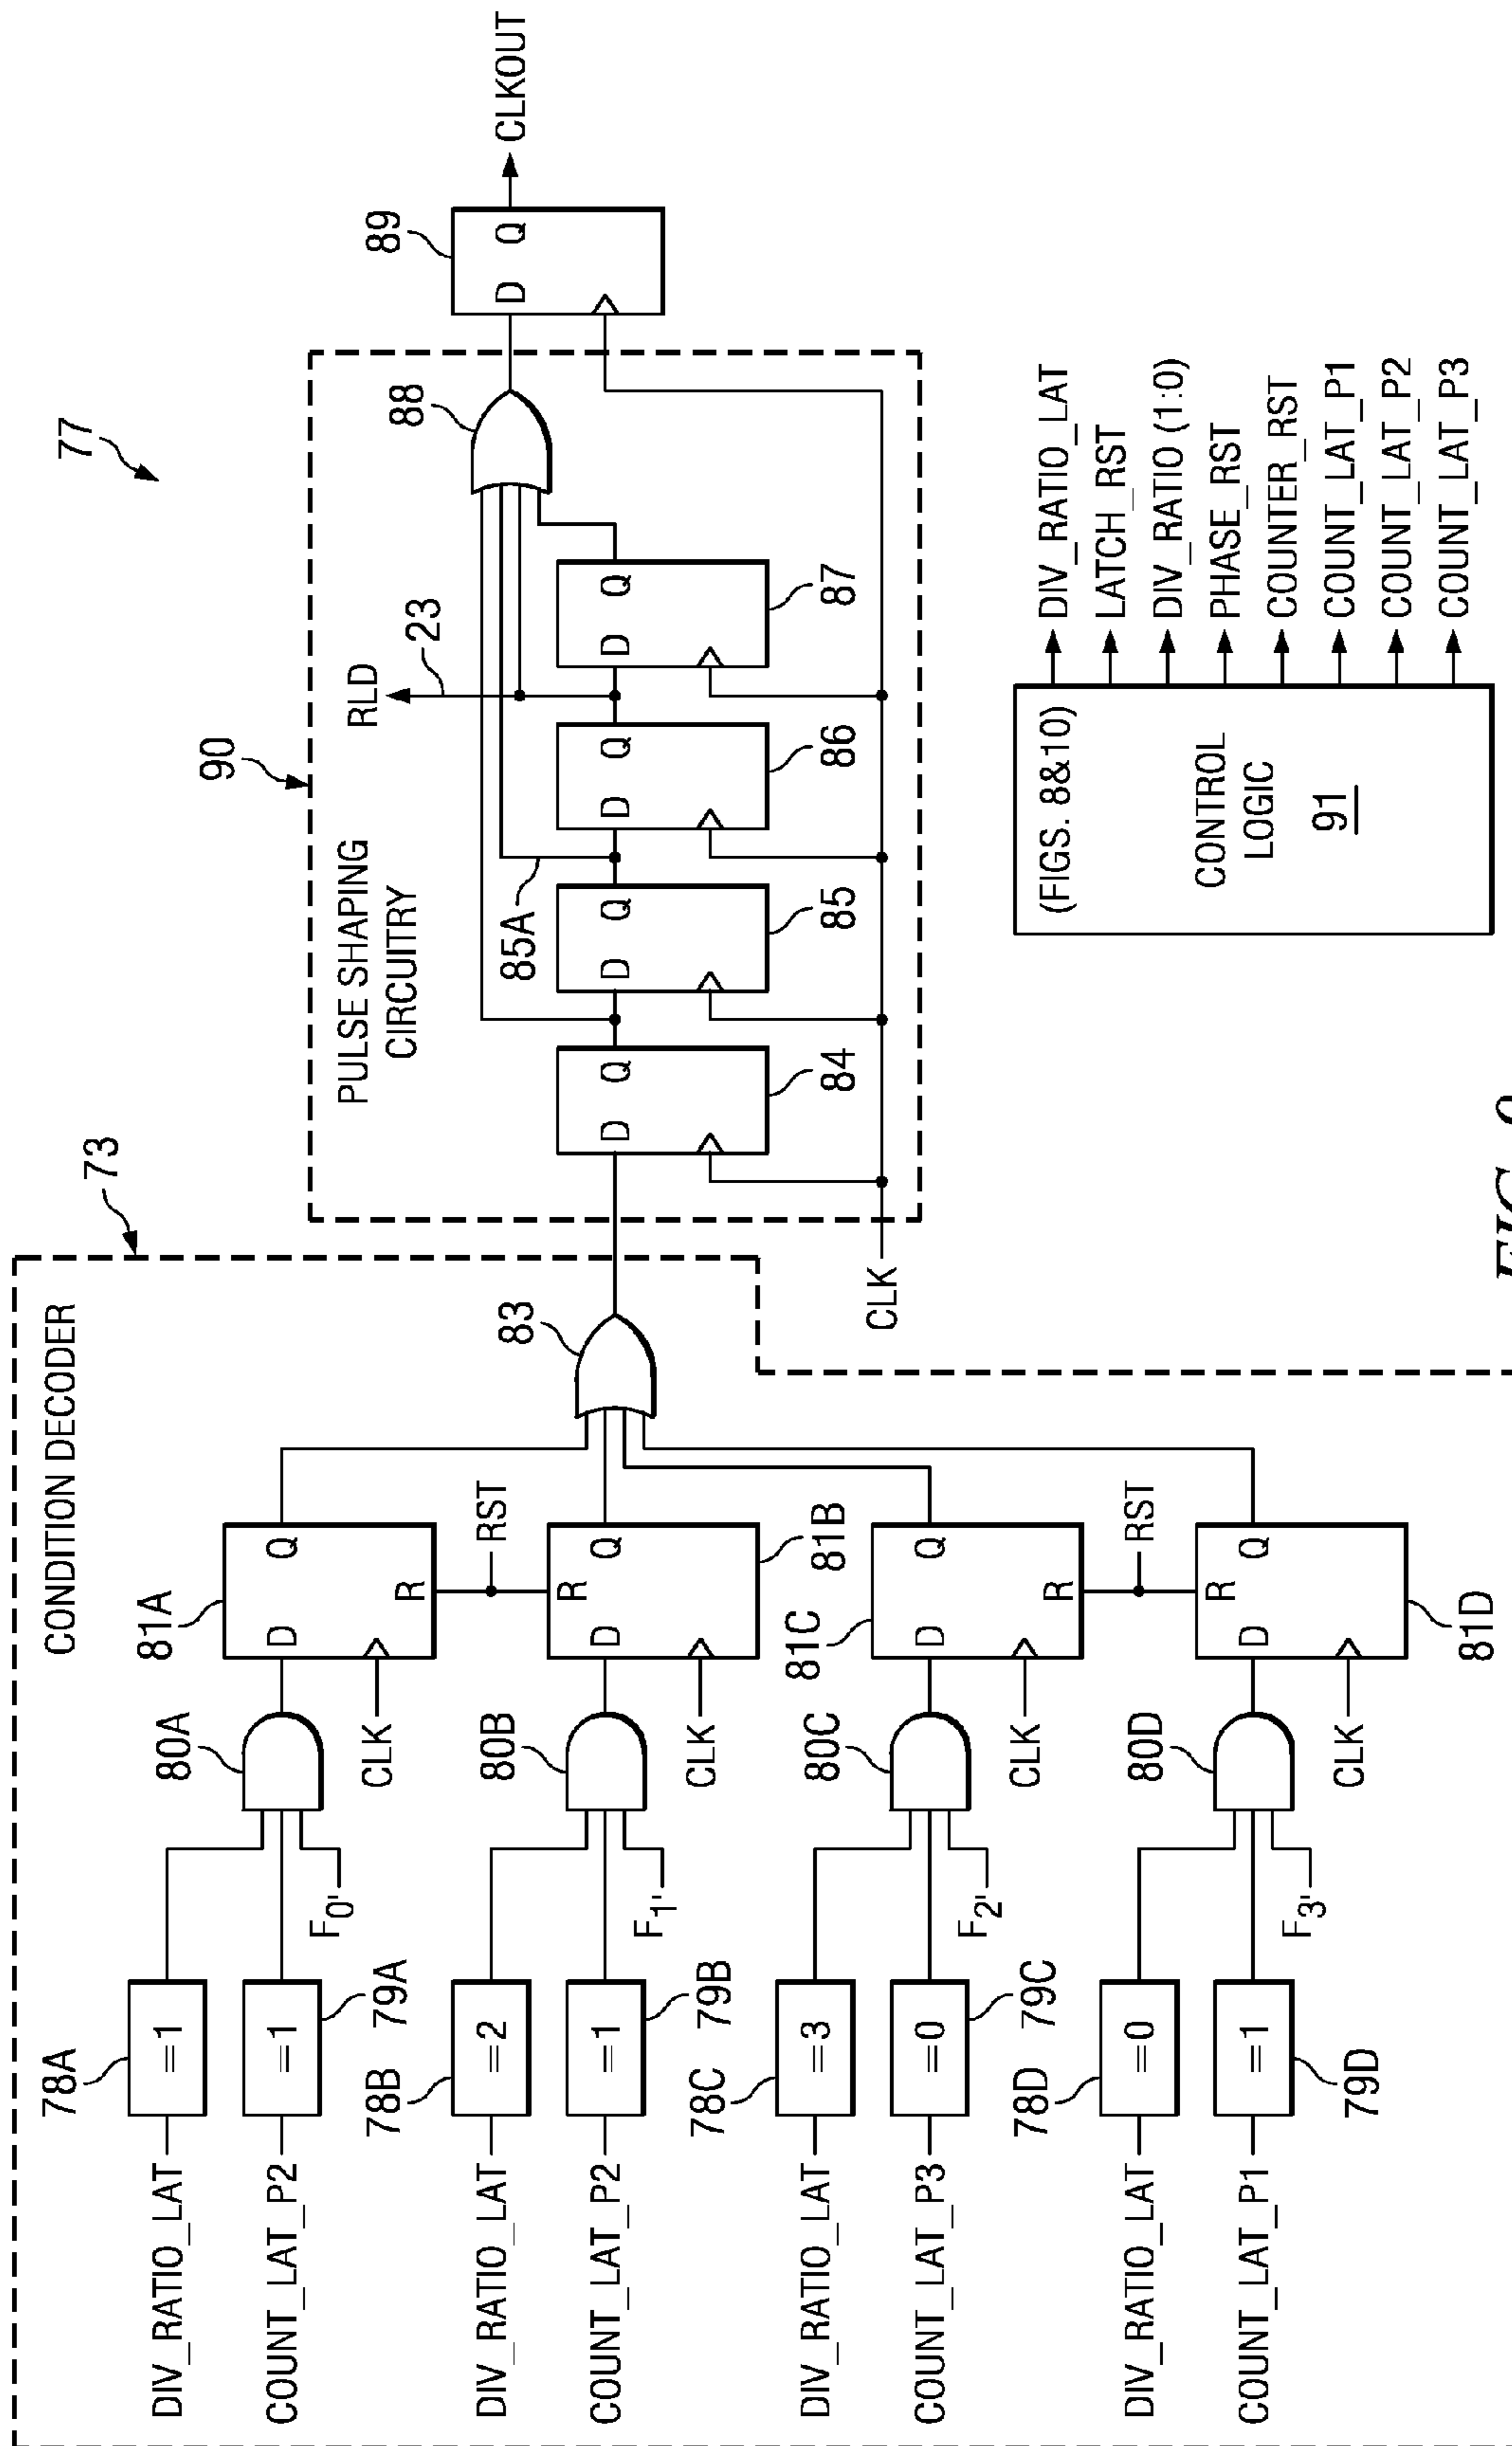 77
73
CONDITION DECODER
78A
DIV_RATIO_LAT
=1
COUNT_LAT_P2
=1
79A
F0'
80A
81A
D Q
R
CLK
RST
78B
DIV_RATIO_LAT
=2
COUNT_LAT_P2
=1
79B
F1'
80B
81B
D Q
R
CLK
78C
DIV_RATIO_LAT
=3
COUNT_LAT_P3
=0
79C
F2'
80C
81C
D Q
R
CLK
RST
78D
DIV_RATIO_LAT
=0
COUNT_LAT_P1
=1
79D
F3'
80D
81D
D Q
R
CLK
83
90
PULSE SHAPING
CIRCUITRY
RLD
23
85A
D Q
84
D Q
85
D Q
86
D Q
87
88
CLK
89
D Q
CLKOUT
(FIGS. 8&10)
CONTROL
LOGIC
91
DIV_RATIO_LAT
LATCH_RST
DIV_RATIO (1:0)
PHASE_RST
COUNTER_RST
COUNT_LAT_P1
COUNT_LAT_P2
COUNT_LAT_P3
FIG.